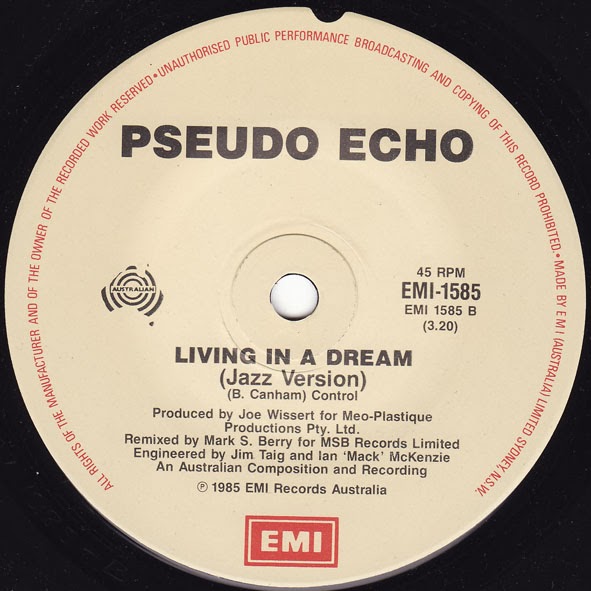 ALL RIGHTS OF THE MANUFACTURER AND OF THE OWNER OF THE RECORDED WORK RESERVED•UNAUTHORISED PUBLIC PERFORMANCE BROADCASTING AND COPYING OF THIS RECORD PROHIBITED.•MADE BY EMI (AUSTRALIA) LIMITED SYDNEY, N.S.W.
PSEUDO ECHO
AUSTRALIAN
45 RPM
EMI-1585
EMI 1585 B
(3.20)
LIVING IN A DREAM
(Jazz Version)
(B. Canham) Control
Produced by Joe Wissert for Meo-Plastique
Productions Pty. Ltd.
Remixed by Mark S. Berry for MSB Records Limited
Engineered by Jim Taig and Ian ‘Mack’ McKenzie
An Australian Composition and Recording
℗ 1985 EMI Records Australia
EMI